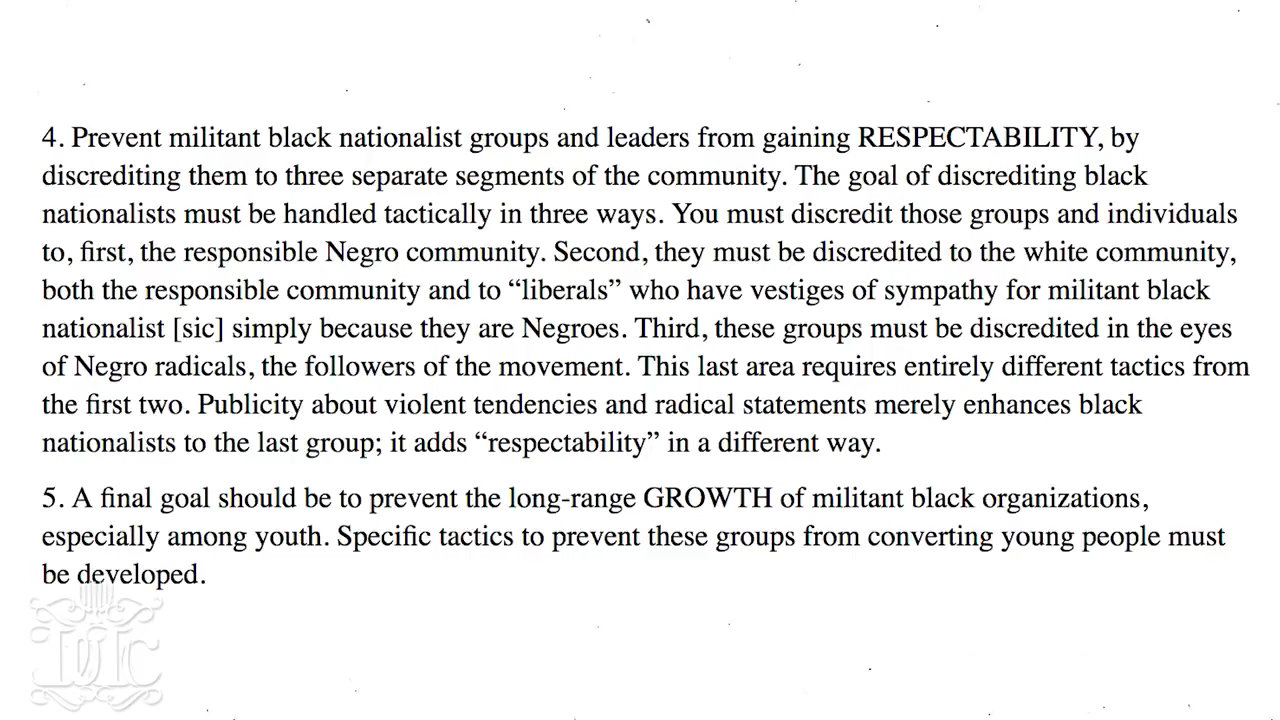 4. Prevent militant black nationalist groups and leaders from gaining RESPECTABILITY, by
discrediting them to three separate segments of the community. The goal of discrediting black
nationalists must be handled tactically in three ways. You must discredit those groups and individuals
to, first, the responsible Negro community. Second, they must be discredited to the white community,
both the responsible community and to “liberals” who have vestiges of sympathy for militant black
nationalist [sic] simply because they are Negroes. Third, these groups must be discredited in the eyes
of Negro radicals, the followers of the movement. This last area requires entirely different tactics from
the first two. Publicity about violent tendencies and radical statements merely enhances black
nationalists to the last group; it adds “respectability” in a different way.
5. A final goal should be to prevent the long-range GROWTH of militant black organizations,
especially among youth. Specific tactics to prevent these groups from converting young people must
be developed.